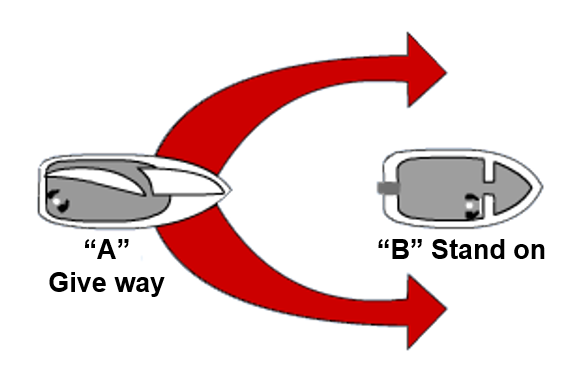 “A”
Give way
“B” Stand on